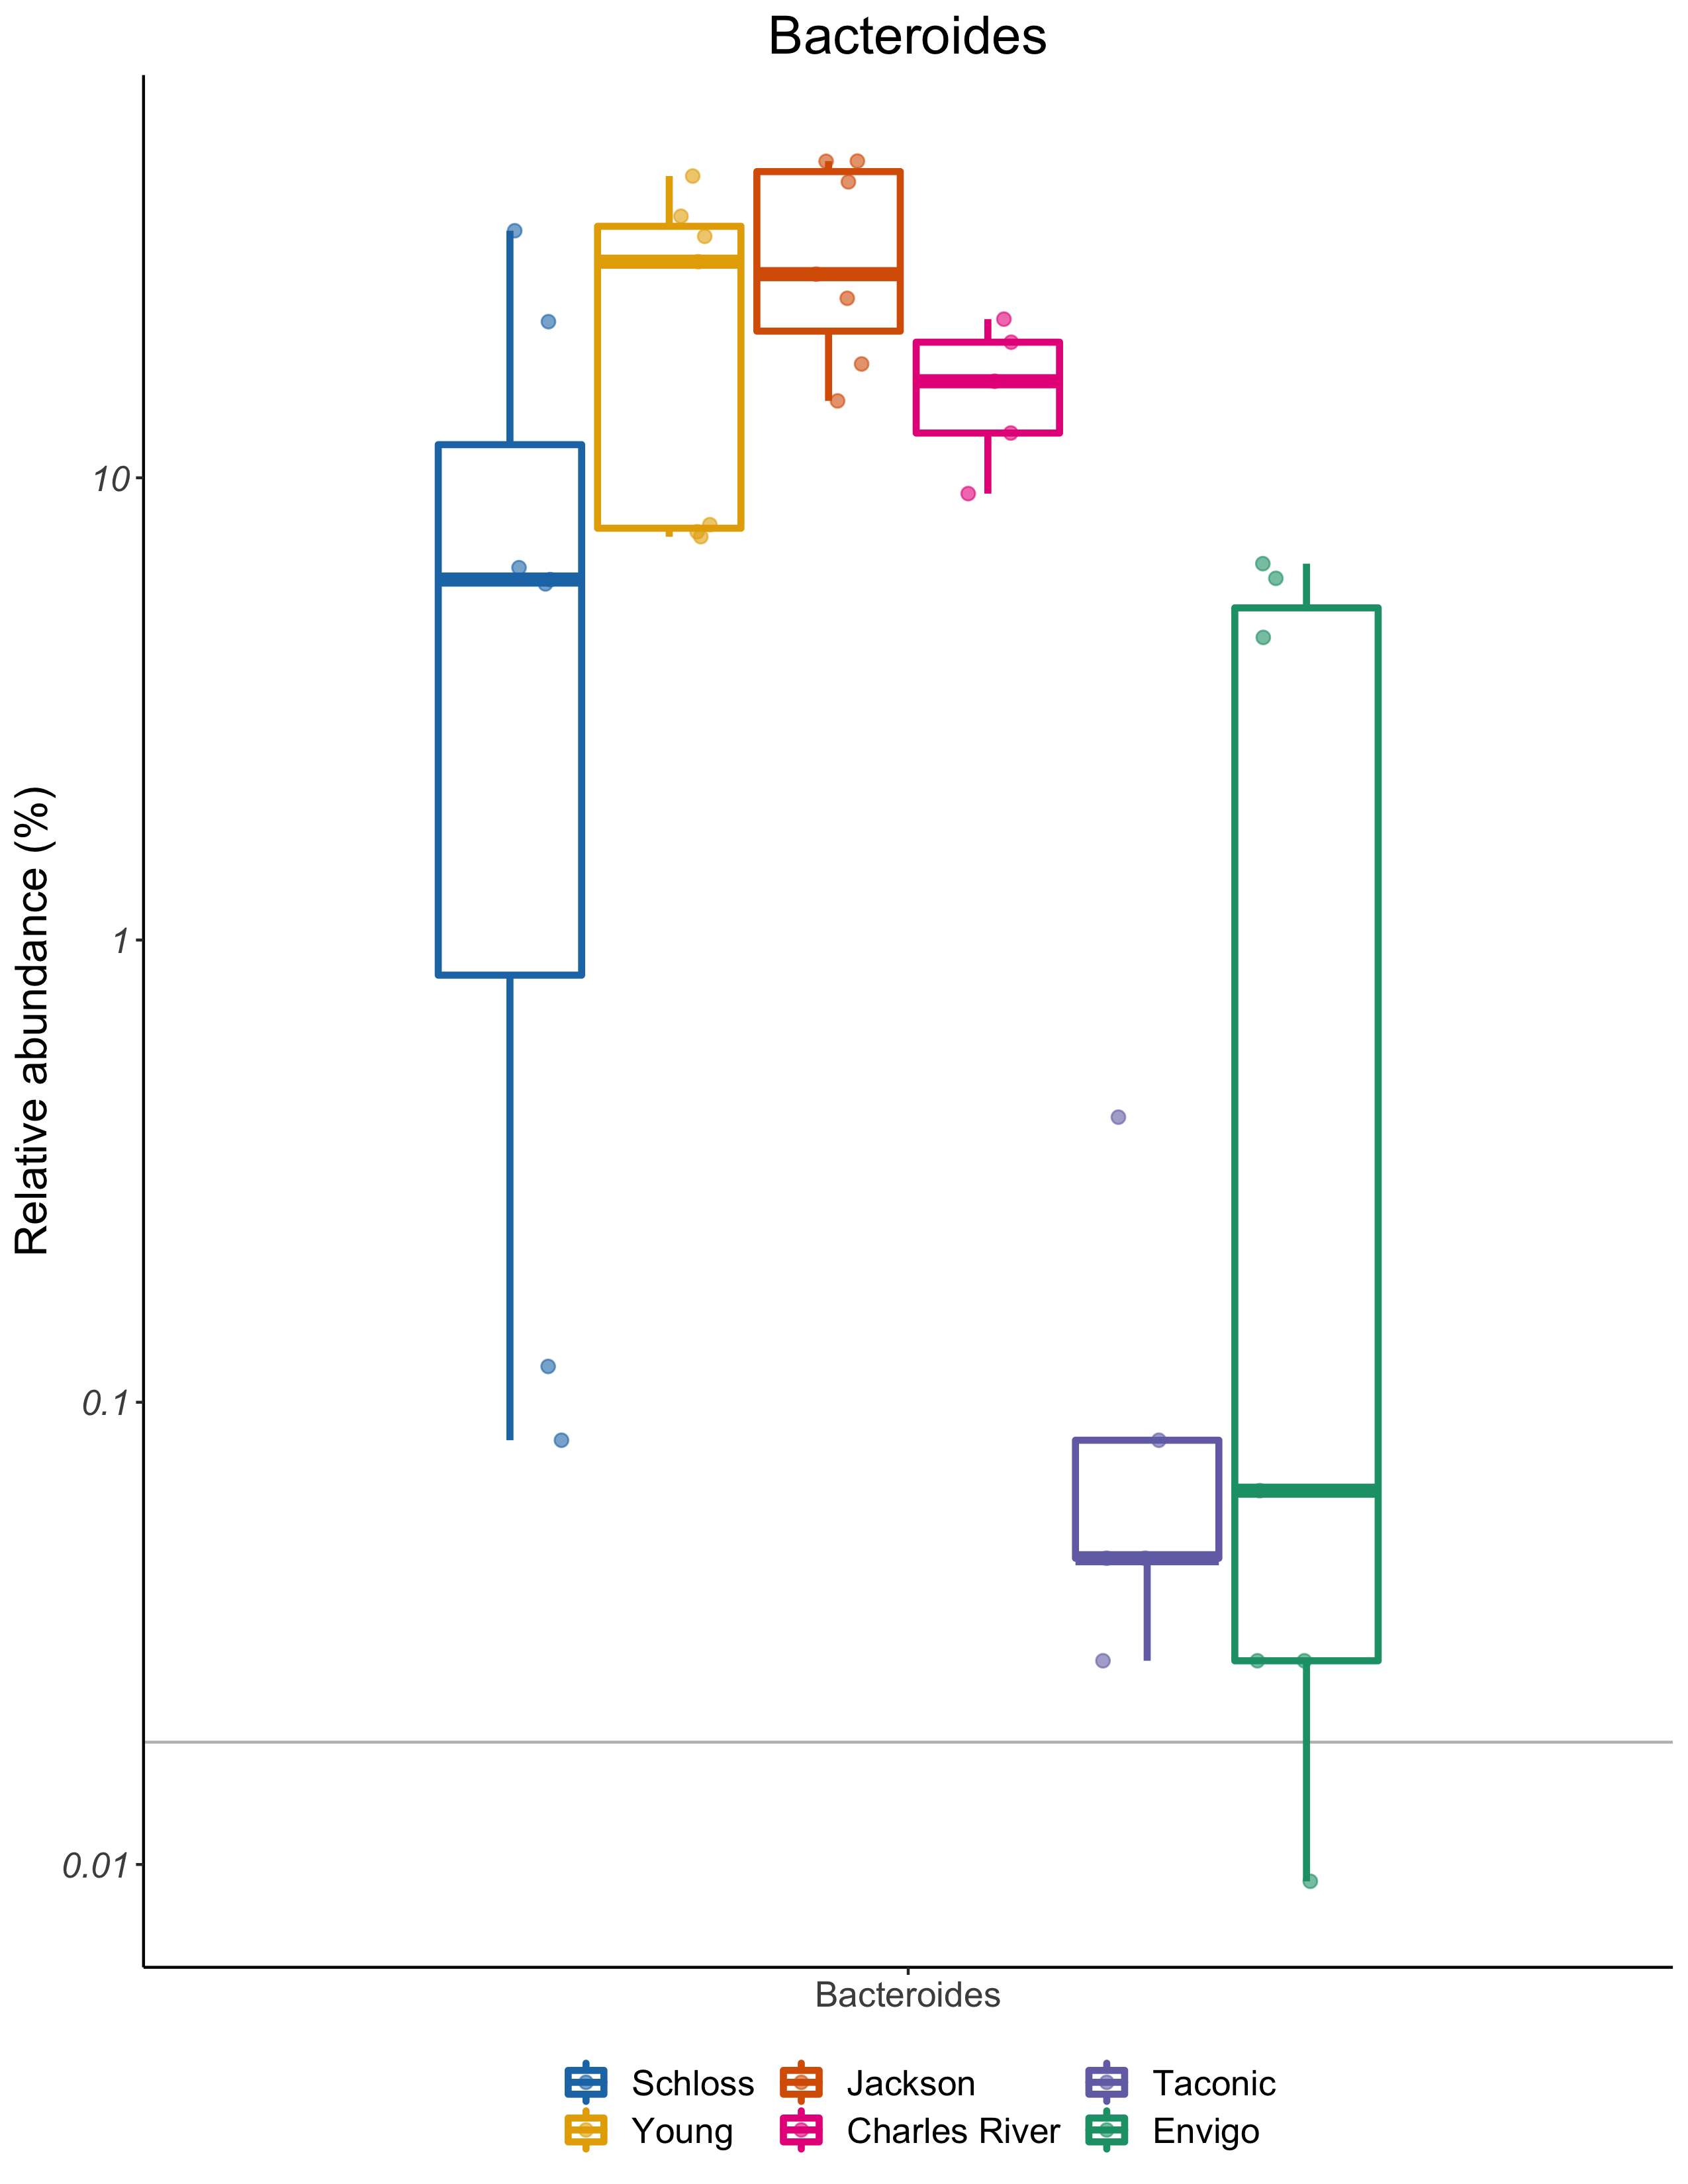 Bacteroides
Relative abundance (%)
10
1
0.1
0.01
Bacteroides
Schloss
Jackson
Taconic
Young
Charles River
Envigo